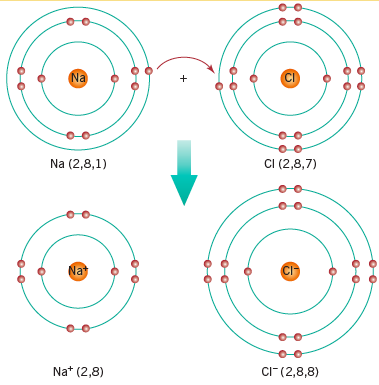 Na + Cl
Na (2,8,1) Cl (2,8,7)
Na⁺ Cl⁻
Na⁺ (2,8) Cl⁻ (2,8,8)